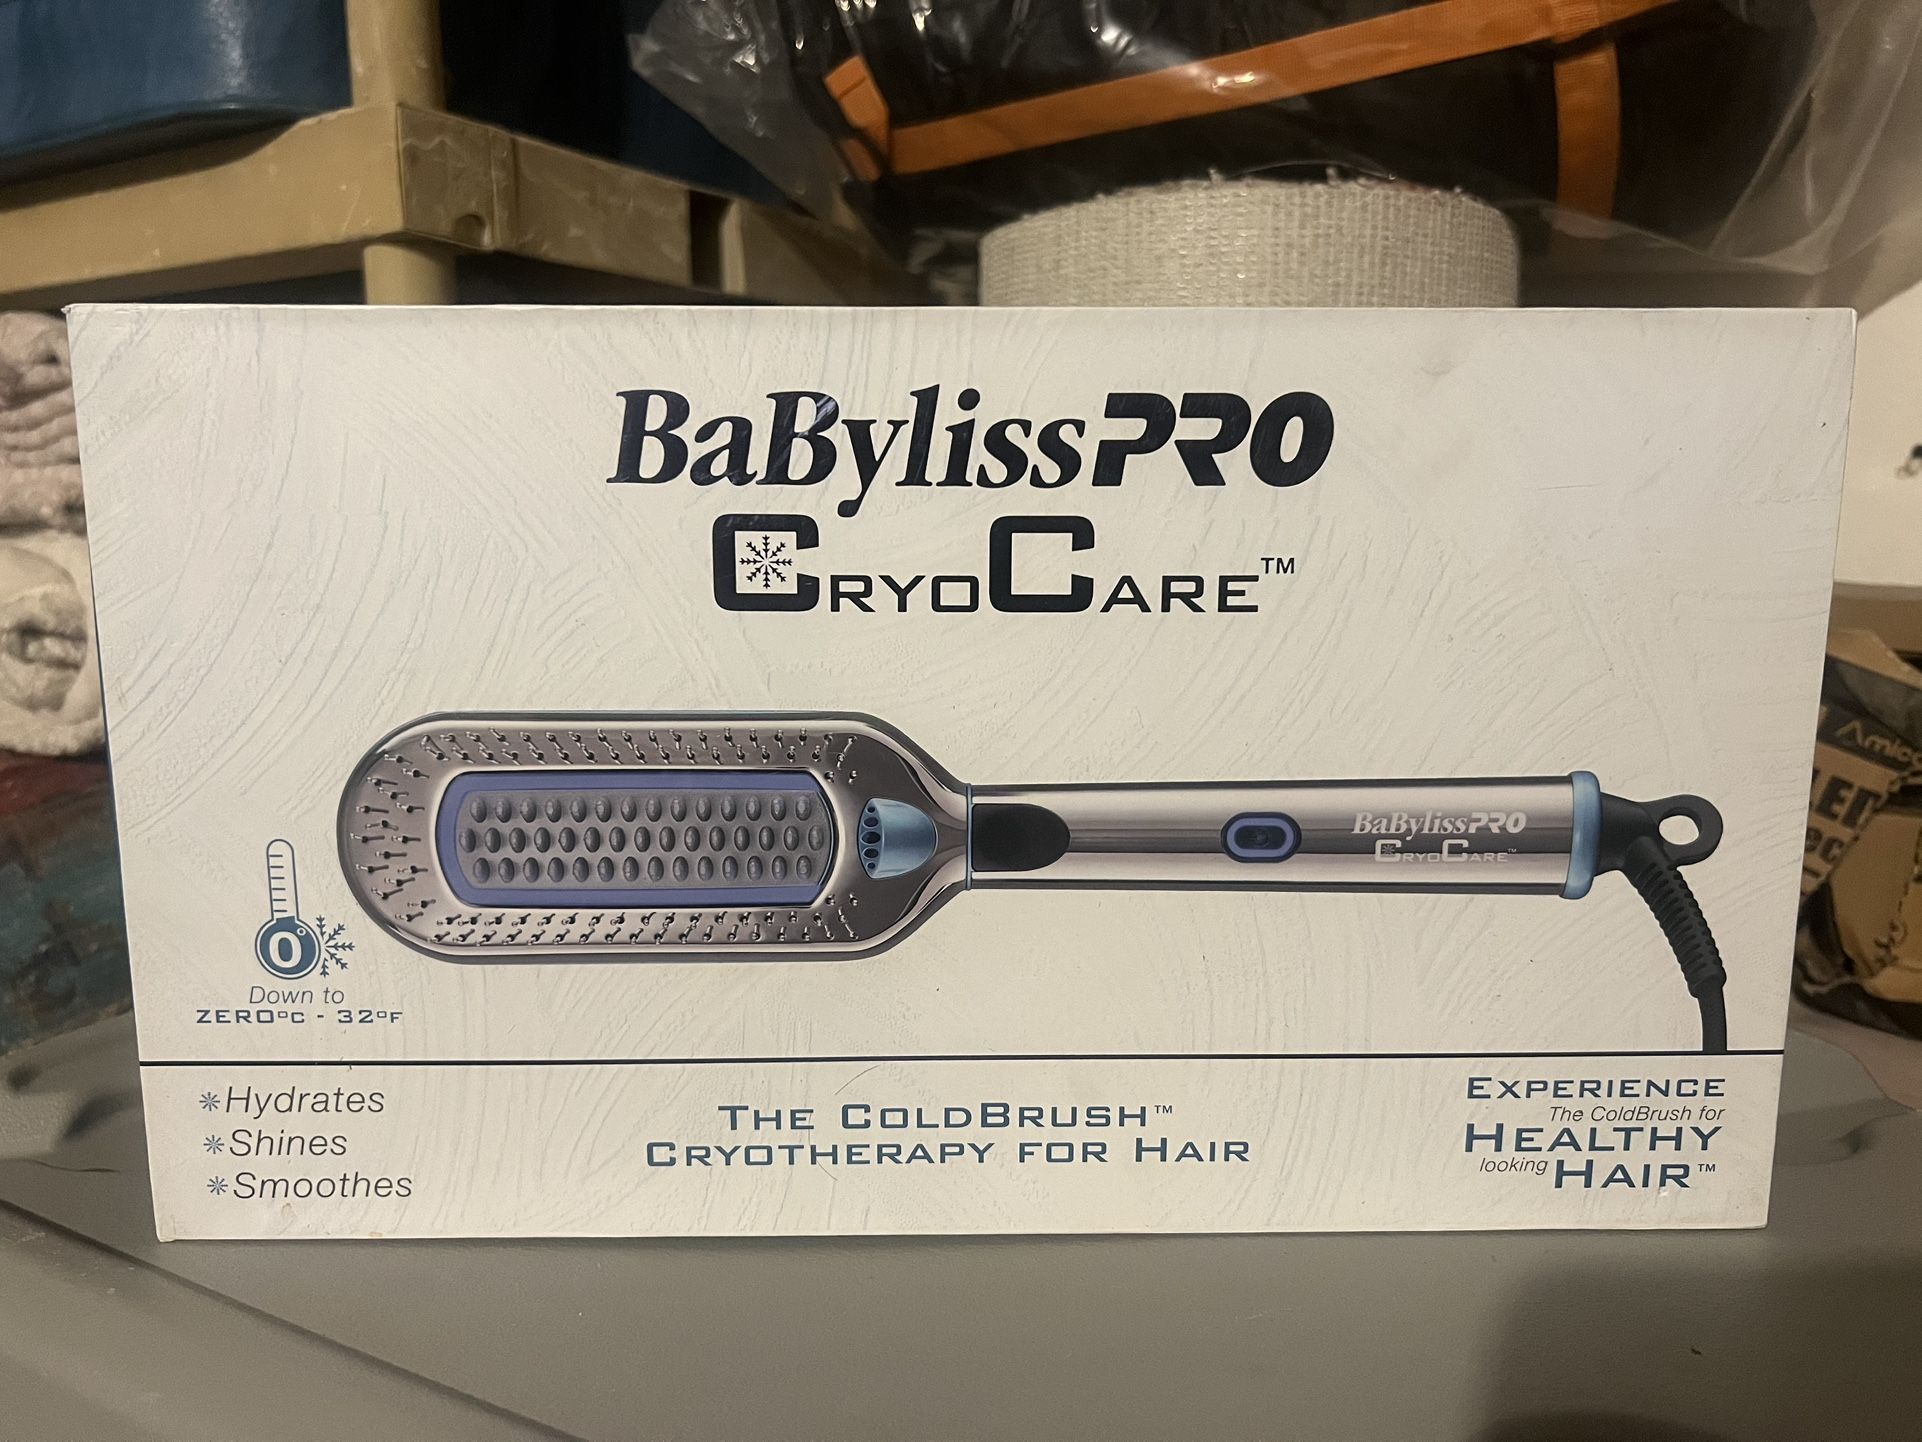 BaBylissPRO
CRYOCARE™
BaBylissPRO
CRYOCARE™
0°
Down to
ZERO°C - 32°F
Hydrates
Shines
Smoothes
THE COLDBRUSH™
CRYOTHERAPY FOR HAIR
EXPERIENCE
The ColdBrush for
HEALTHY
looking HAIR™